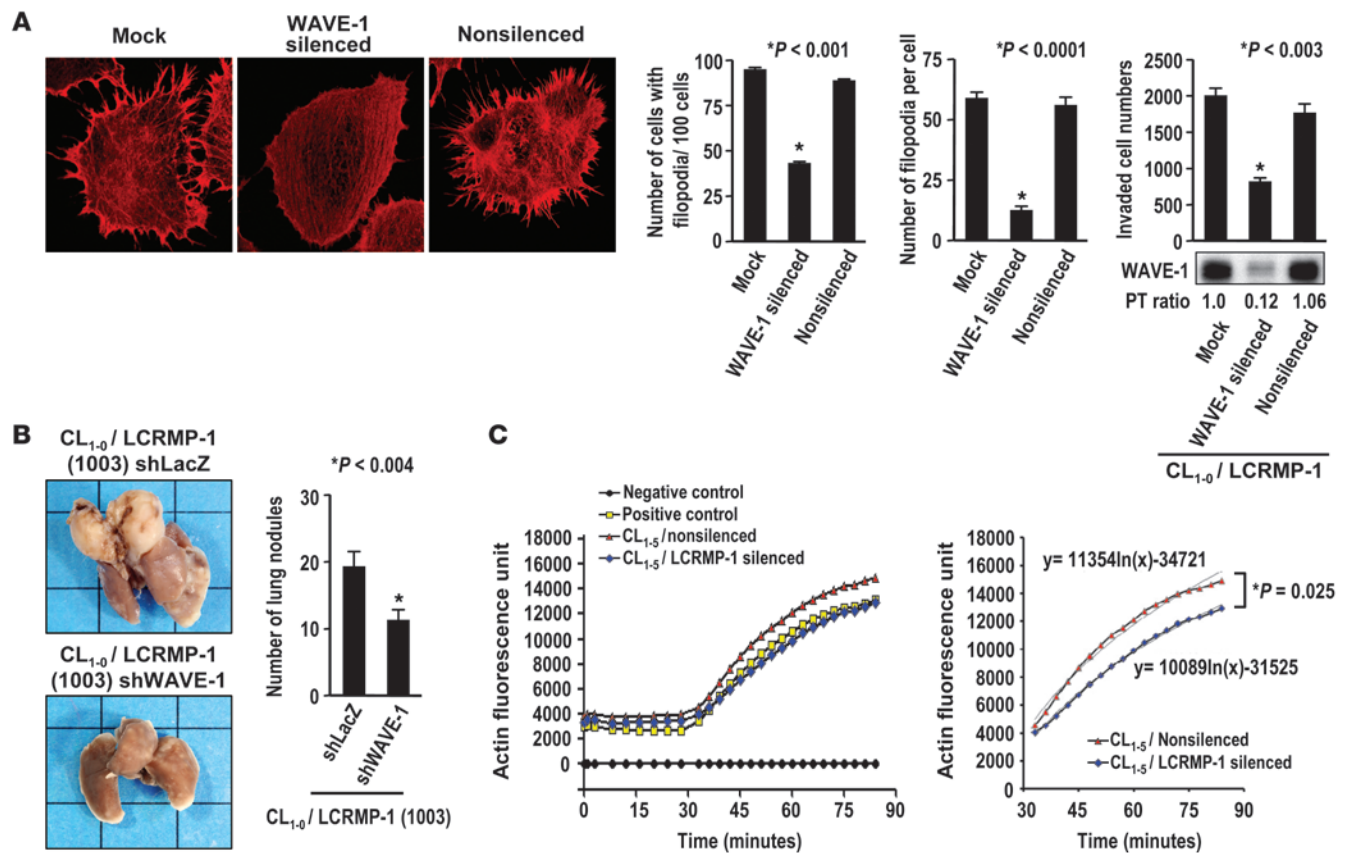 A
Mock
WAVE-1
silenced
Nonsilenced
Number of cells with
filopodia/ 100 cells
*P < 0.001
100
75
50
25
0
*
Mock
WAVE-1 silenced
Nonsilenced
Number of filopodia per cell
*P < 0.0001
75
50
25
0
*
Mock
WAVE-1 silenced
Nonsilenced
Invaded cell numbers
*P < 0.003
2500
2000
1500
1000
500
0
*
WAVE-1
PT ratio 1.0 0.12 1.06
Mock
WAVE-1 silenced
Nonsilenced
CL1-0 / LCRMP-1
B
CL1-0 / LCRMP-1
(1003) shLacZ
CL1-0 / LCRMP-1
(1003) shWAVE-1
*P < 0.004
Number of lung nodules
30
20
10
0
*
shLacZ
shWAVE-1
CL1-0 / LCRMP-1 (1003)
C
Negative control
Positive control
CL1-5 / nonsilenced
CL1-5 / LCRMP-1 silenced
Actin fluorescence unit
18000
16000
14000
12000
10000
8000
6000
4000
2000
0
0 15 30 45 60 75 90
Time (minutes)
Actin fluorescence unit
18000
16000
14000
12000
10000
8000
6000
4000
2000
0
y= 11354ln(x)-34721
*P = 0.025
y= 10089ln(x)-31525
CL1-5 / Nonsilenced
CL1-5 / LCRMP-1 silenced
30 45 60 75 90
Time (minutes)